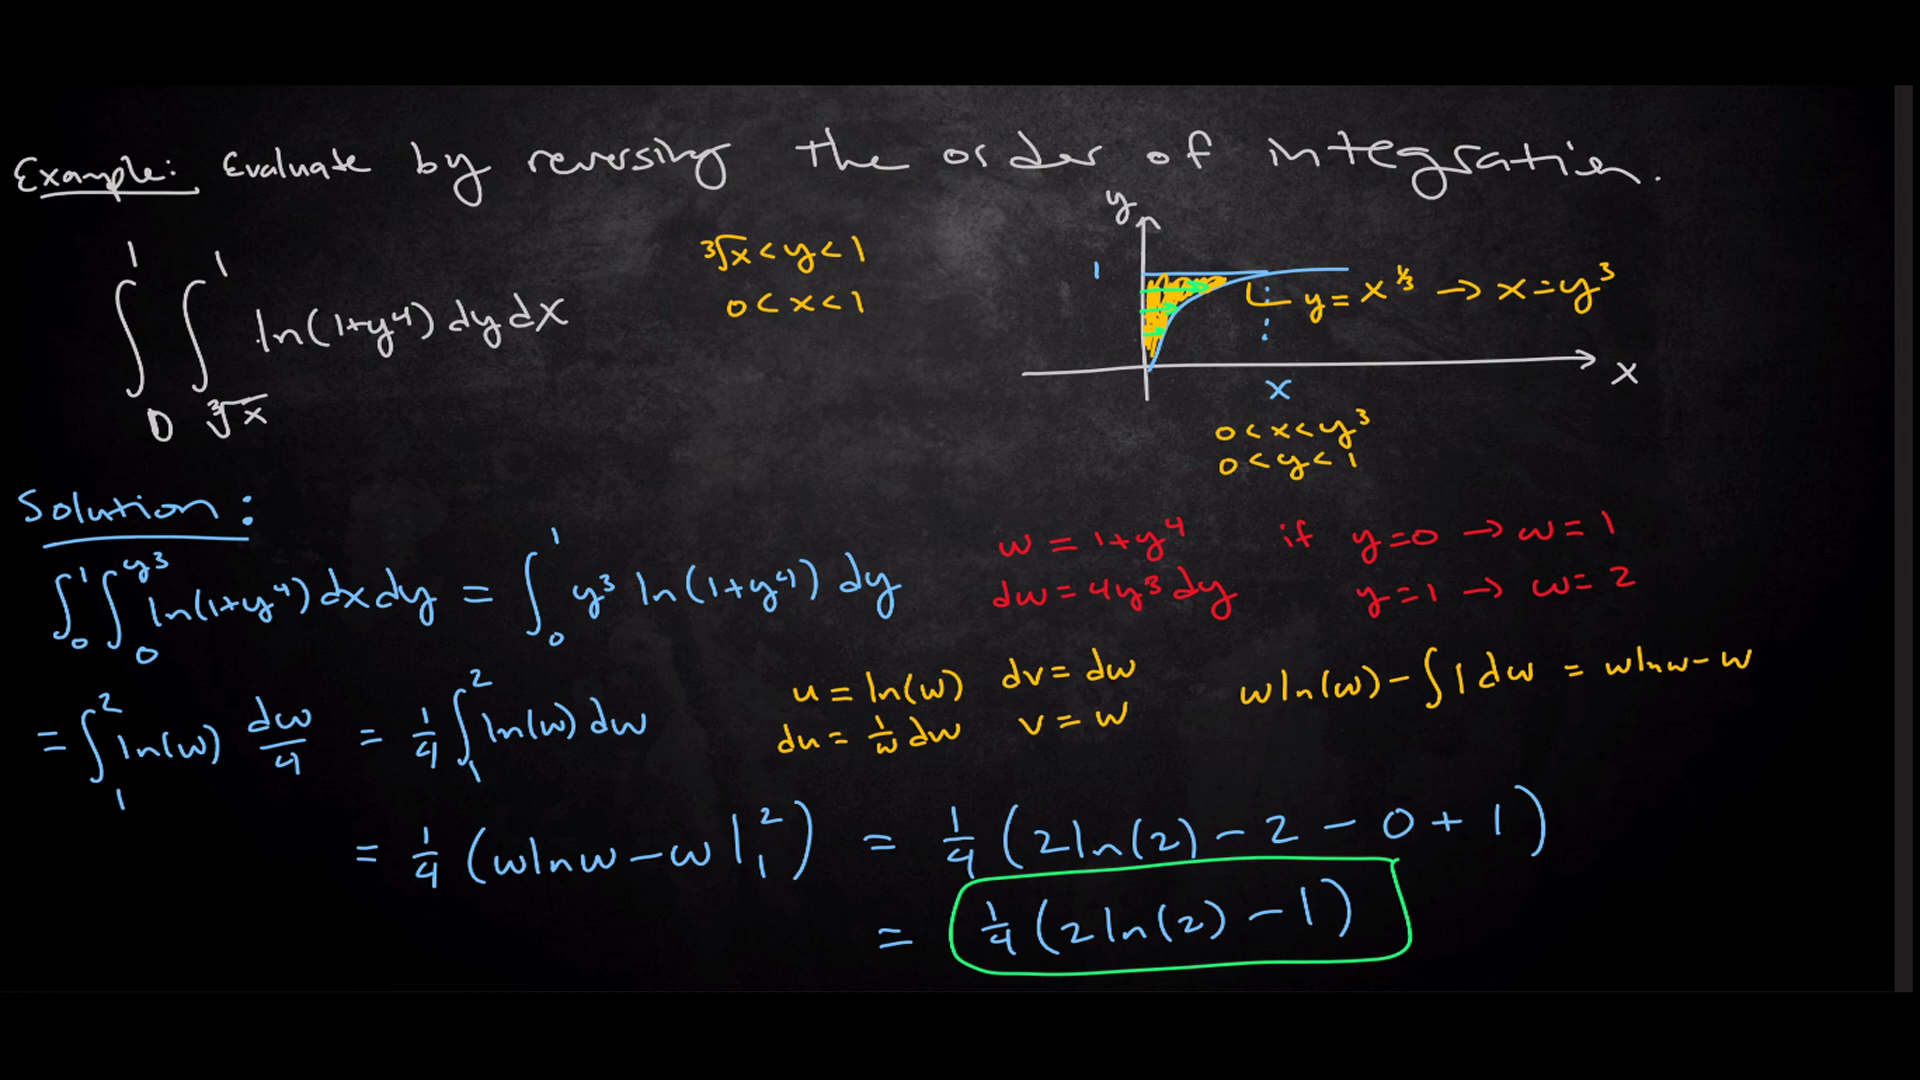 Example: Evaluate by reversing the order of integration.
∫₀¹ ∫_{∛x}^{1} ln(1+y⁴) dy dx
∛x < y < 1
0 < x < 1
y
1
y = x^{1/3} → x = y³
x
x
0 < x < y³
0 < y < 1
Solution:
∫₀¹ ∫₀^{y³} ln(1+y⁴) dx dy = ∫₀¹ y³ ln(1+y⁴) dy
w = 1+y⁴ if y=0 → w = 1
dw = 4y³ dy y=1 → w = 2
= ∫₁² ln(w) dw/4 = 1/4 ∫₁² ln(w) dw
u = ln(w) dv = dw
du = 1/w dw v = w
w ln(w) - ∫ 1 dw = w ln w - w
= 1/4 (w ln w - w |₁²) = 1/4 (2 ln(2) - 2 - 0 + 1)
= 1/4 (2 ln(2) - 1)